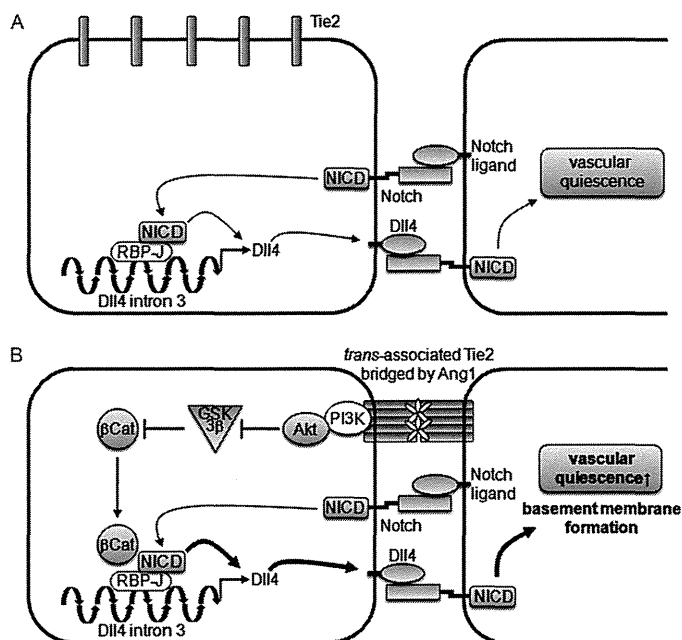 A
Tie2
NICD
Notch
ligand
Notch
vascular
quiescence
NICD
RBP-J
Dll4
Dll4
NICD
Dll4 intron 3
B
trans-associated Tie2
bridged by Ang1
βCat
GSK
3β
Akt
PI3K
NICD
Notch
ligand
Notch
vascular
quiescence↑
basement membrane
formation
βCat
NICD
RBP-J
Dll4
Dll4
NICD
Dll4 intron 3